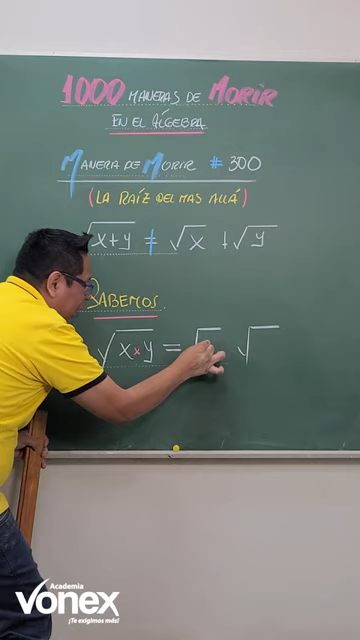 1000 MANERAS DE MORIR
EN EL ÁLGEBRA
MANERA DE MORIR # 300
(LA RAÍZ DEL MAS ALLÁ)
√x+y ≠ √x + √y
SABEMOS.
√x × y = √ √
Academia
VONEX
¡Te exigimos más!